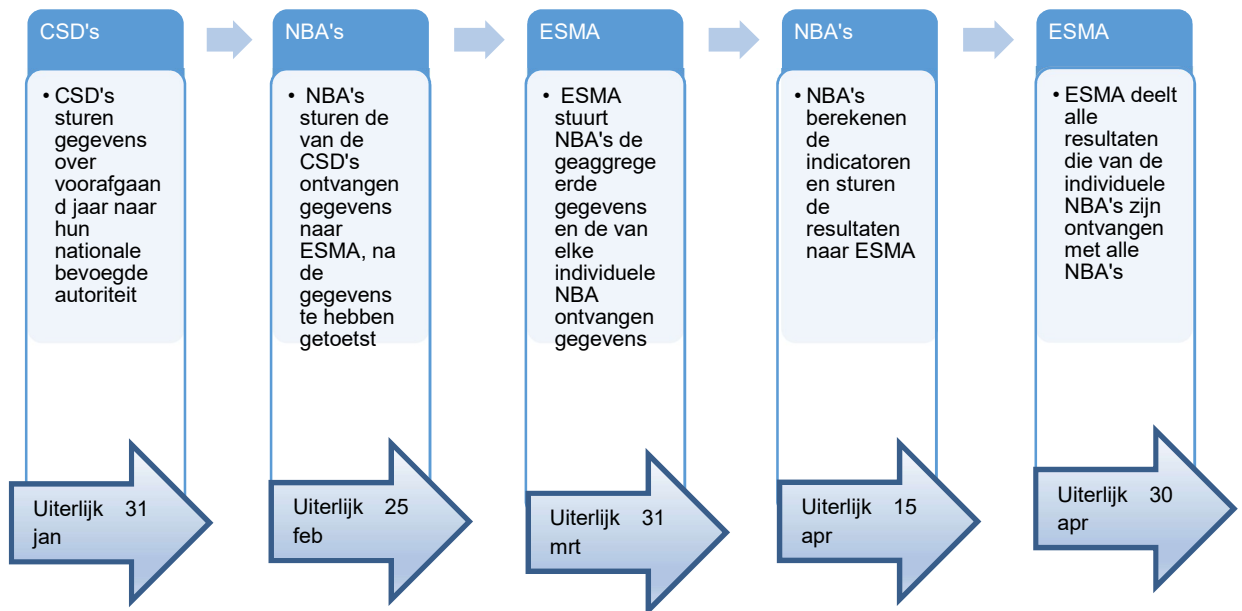 CSD's
• CSD's
sturen
gegevens
over
voorafgaan
d jaar naar
hun
nationale
bevoegde
autoriteit
Uiterlijk 31
jan
NBA's
• NBA's
sturen de
van de
CSD's
ontvangen
gegevens
naar
ESMA, na
de
gegevens
te hebben
getoetst
Uiterlijk 25
feb
ESMA
• ESMA
stuurt
NBA's de
geaggrege
erde
gegevens
en de van
elke
individuele
NBA
ontvangen
gegevens
Uiterlijk 31
mrt
NBA's
• NBA's
berekenen
de
indicatoren
en sturen
de
resultaten
naar ESMA
Uiterlijk 15
apr
ESMA
• ESMA deelt
alle
resultaten
die van de
individuele
NBA's zijn
ontvangen
met alle
NBA's
Uiterlijk 30
apr